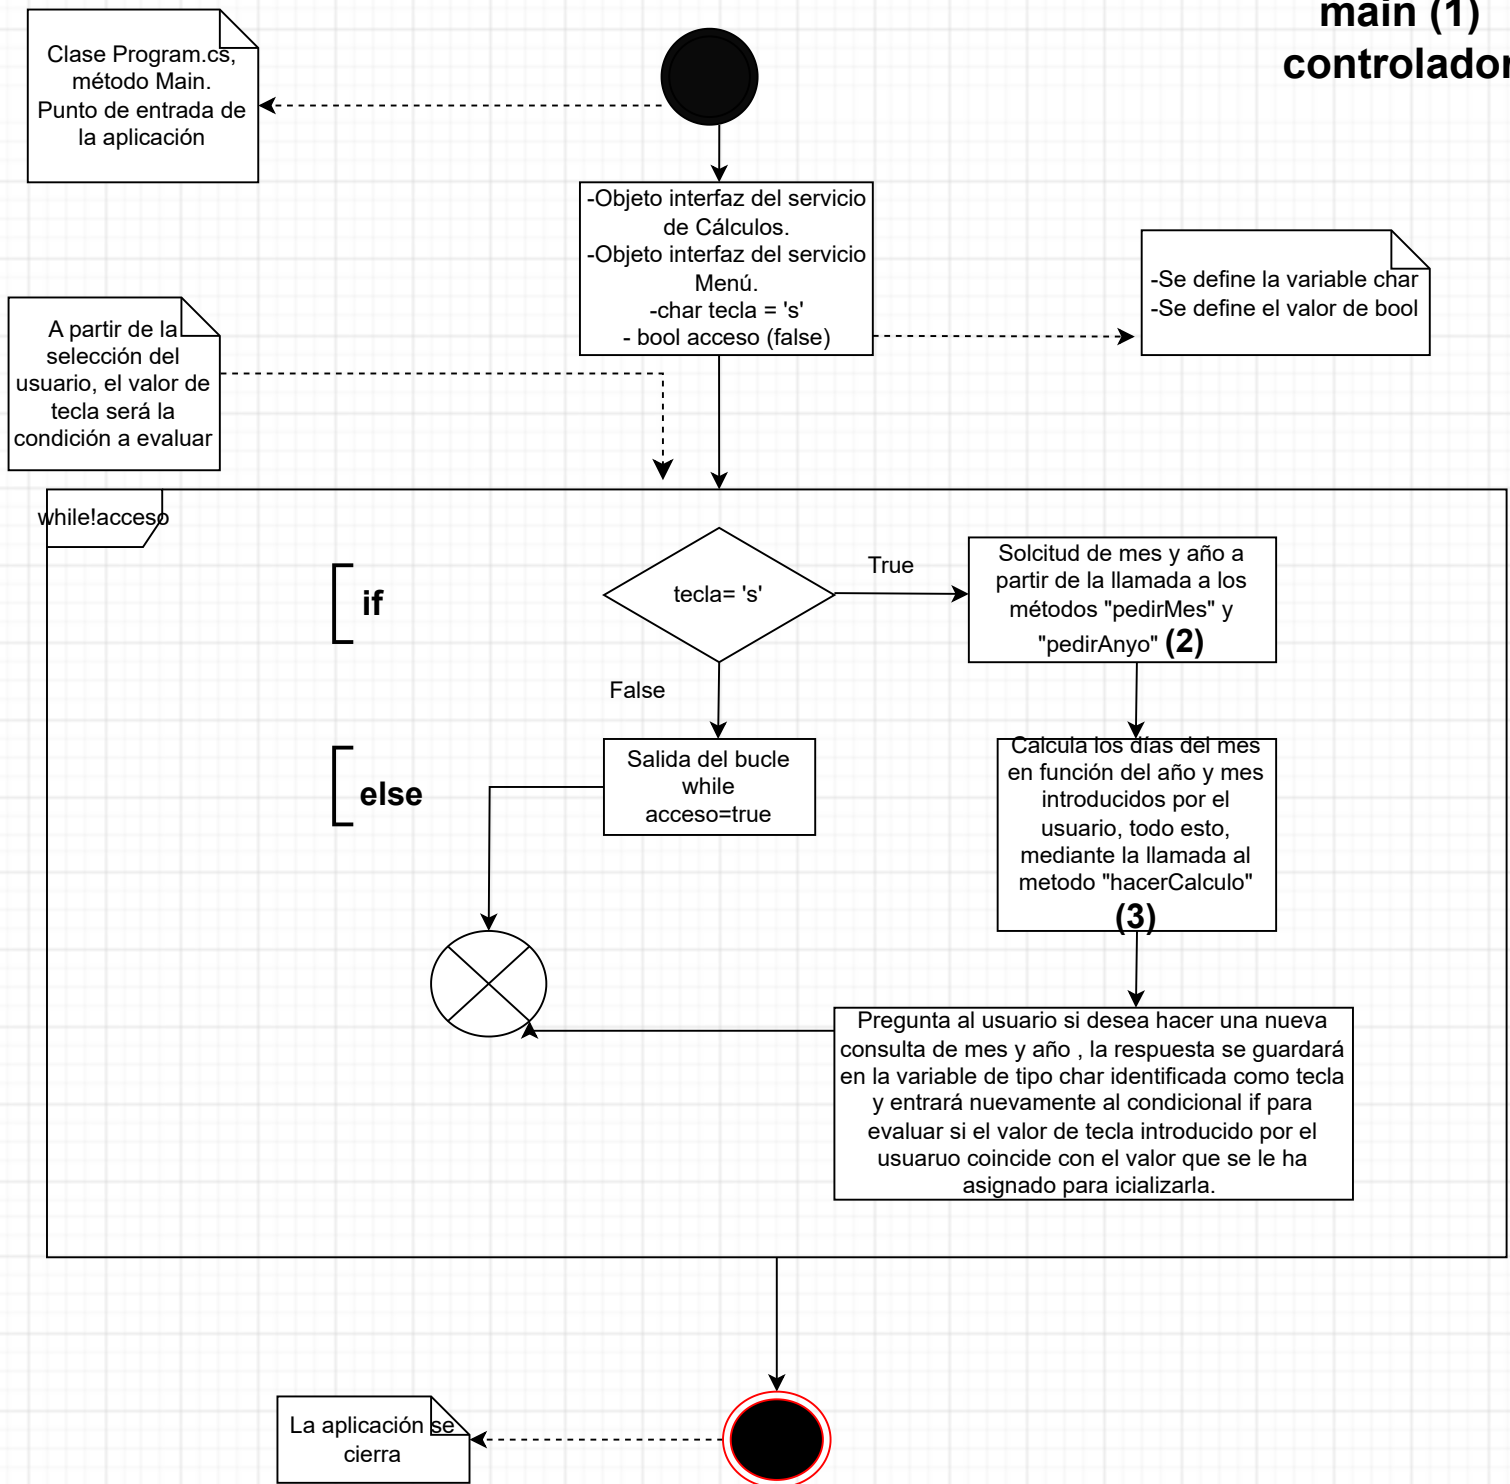 main (1)
controlador
Clase Program.cs,
método Main.
Punto de entrada de
la aplicación
-Objeto interfaz del servicio
de Cálculos.
-Objeto interfaz del servicio
Menú.
-char tecla = 's'
- bool acceso (false)
-Se define la variable char
-Se define el valor de bool
A partir de la
selección del
usuario, el valor de
tecla será la
condición a evaluar
while!acceso
if
tecla= 's'
True
Solcitud de mes y año a
partir de la llamada a los
métodos "pedirMes" y
"pedirAnyo" (2)
False
else
Salida del bucle
while
acceso=true
Calcula los días del mes
en función del año y mes
introducidos por el
usuario, todo esto,
mediante la llamada al
metodo "hacerCalculo"
(3)
Pregunta al usuario si desea hacer una nueva
consulta de mes y año , la respuesta se guardará
en la variable de tipo char identificada como tecla
y entrará nuevamente al condicional if para
evaluar si el valor de tecla introducido por el
usuaruo coincide con el valor que se le ha
asignado para icializarla.
La aplicación se
cierra